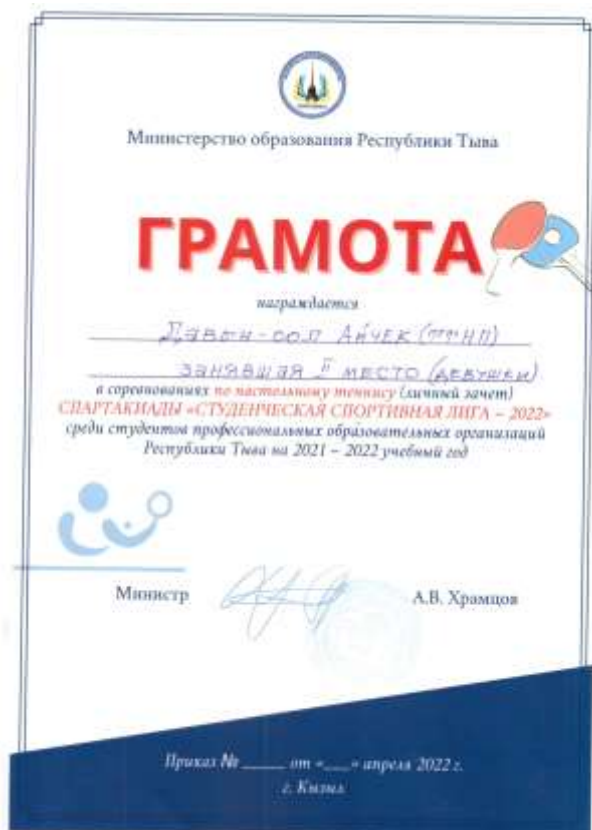 Министерство образования Республики Тыва
ГРАМОТА
награждается
Давын-оол Айчек (ТТНП)
занявшая II место (девушки)
в соревнованиях по настольному теннису (личный зачет)
СПАРТАКИАДЫ «СТУДЕНЧЕСКАЯ СПОРТИВНАЯ ЛИГА – 2022»
среди студентов профессиональных образовательных организаций
Республики Тыва на 2021 – 2022 учебный год
Министр А.В. Храмцов
Приказ № _____ от «___» апреля 2022 г.
г. Кызыл